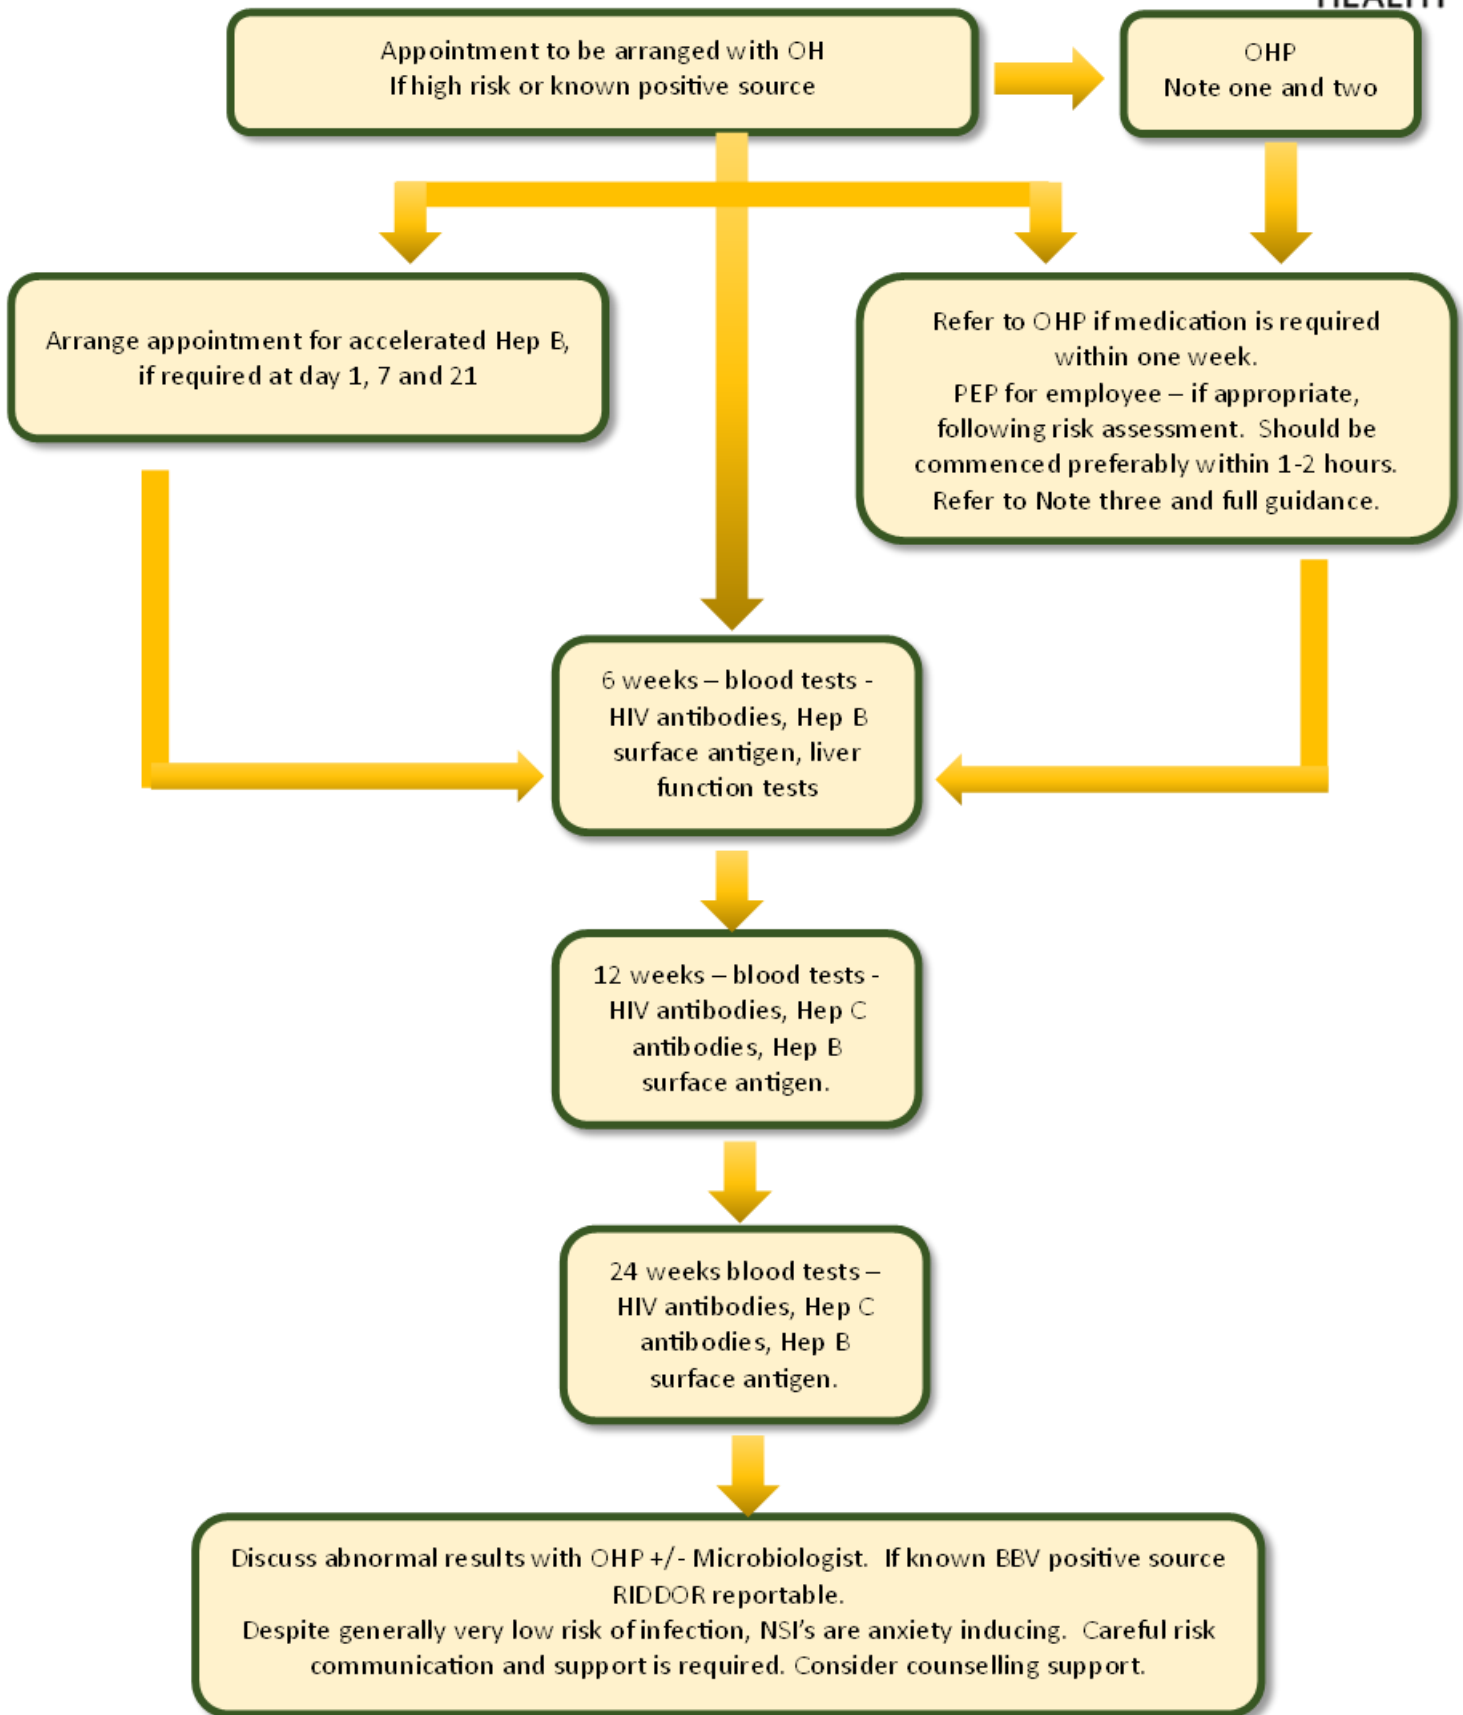 HEALTH
Appointment to be arranged with OH
If high risk or known positive source
OHP
Note one and two
Arrange appointment for accelerated Hep B,
if required at day 1, 7 and 21
Refer to OHP if medication is required
within one week.
PEP for employee – if appropriate,
following risk assessment.  Should be
commenced preferably within 1-2 hours.
Refer to Note three and full guidance.
6 weeks – blood tests -
HIV antibodies, Hep B
surface antigen, liver
function tests
12 weeks – blood tests -
HIV antibodies, Hep C
antibodies, Hep B
surface antigen.
24 weeks blood tests –
HIV antibodies, Hep C
antibodies, Hep B
surface antigen.
Discuss abnormal results with OHP +/- Microbiologist.  If known BBV positive source
RIDDOR reportable.
Despite generally very low risk of infection, NSI's are anxiety inducing.  Careful risk
communication and support is required. Consider counselling support.